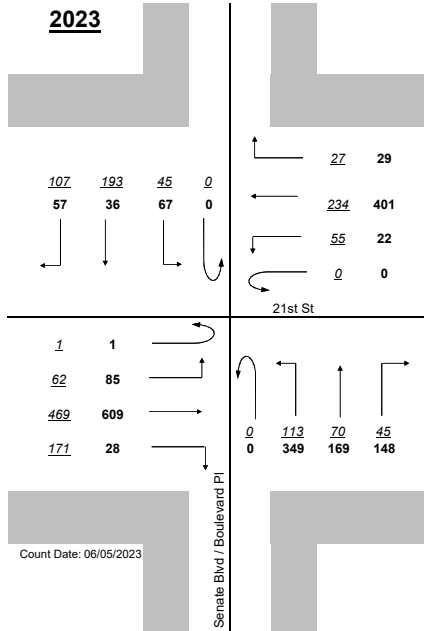 2023
27 29
107 193 45 0
57 36 67 0
234 401
55 22
0 0
21st St
1 1
62 85
469 609
0 113 70 45
171 28
0 349 169 148
Senate Blvd / Boulevard Pl
Count Date: 06/05/2023